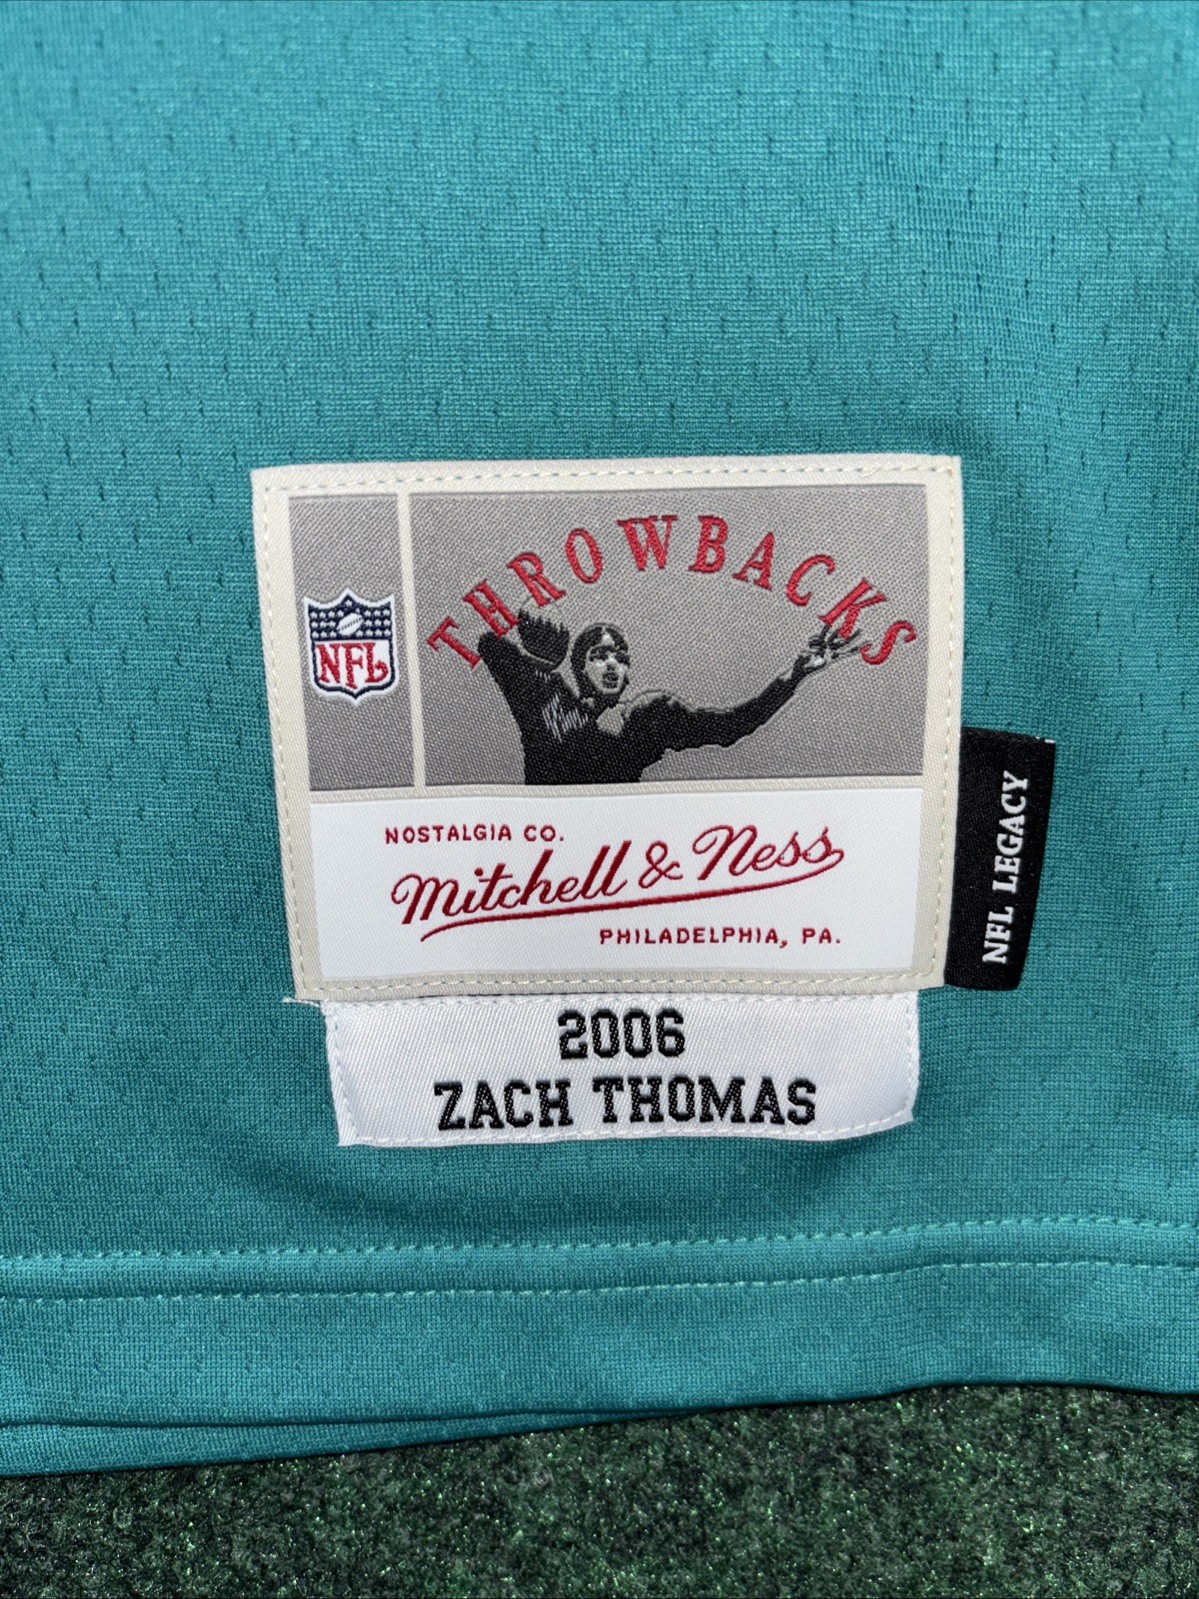 THROWBACKS
NFL
NOSTALGIA CO.
Mitchell & Ness
PHILADELPHIA, PA.
NFL LEGACY
2006
ZACH THOMAS